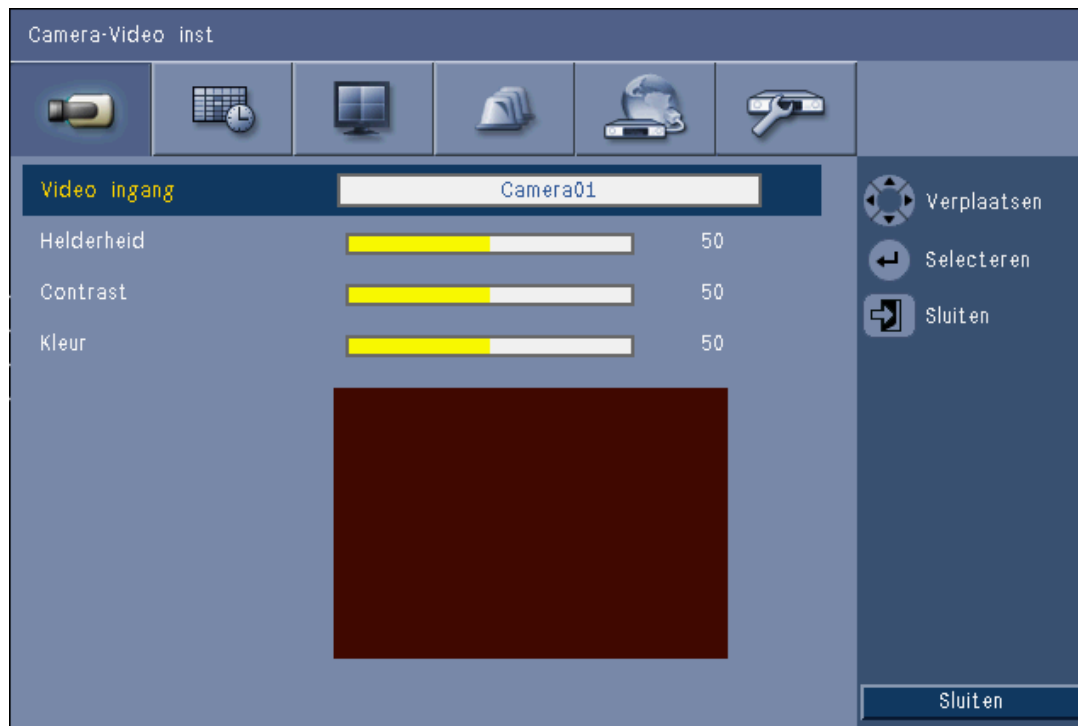 Camera-Video inst
Video ingang Camera01
Helderheid 50
Contrast 50
Kleur 50
Verplaatsen
Selecteren
Sluiten
Sluiten